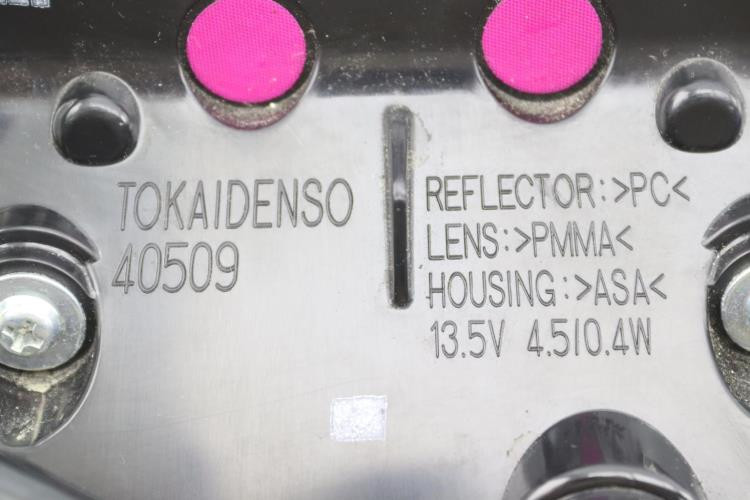 TOKAIDENSO
40509
REFLECTOR:>PC<
LENS:>PMMA<
HOUSING:>ASA<
13.5V 4.5/0.4W